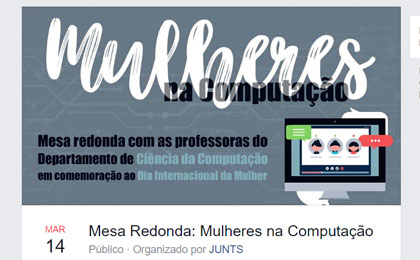 Mulheres
na Computação
Mesa redonda com as professoras do
Departamento de Ciência da Computação
em comemoração ao Dia Internacional da Mulher
MAR
14
Mesa Redonda: Mulheres na Computação
Público · Organizado por JUNTS